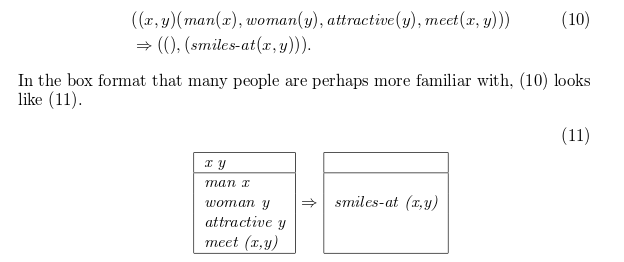 ((x, y)(man(x), woman(y), attractive(y), meet(x, y))) (10)
⇒ ((), (smiles-at(x, y))).
In the box format that many people are perhaps more familiar with, (10) looks
like (11).
(11)
x y
man x
woman y
attractive y
meet (x,y)
⇒
smiles-at (x,y)